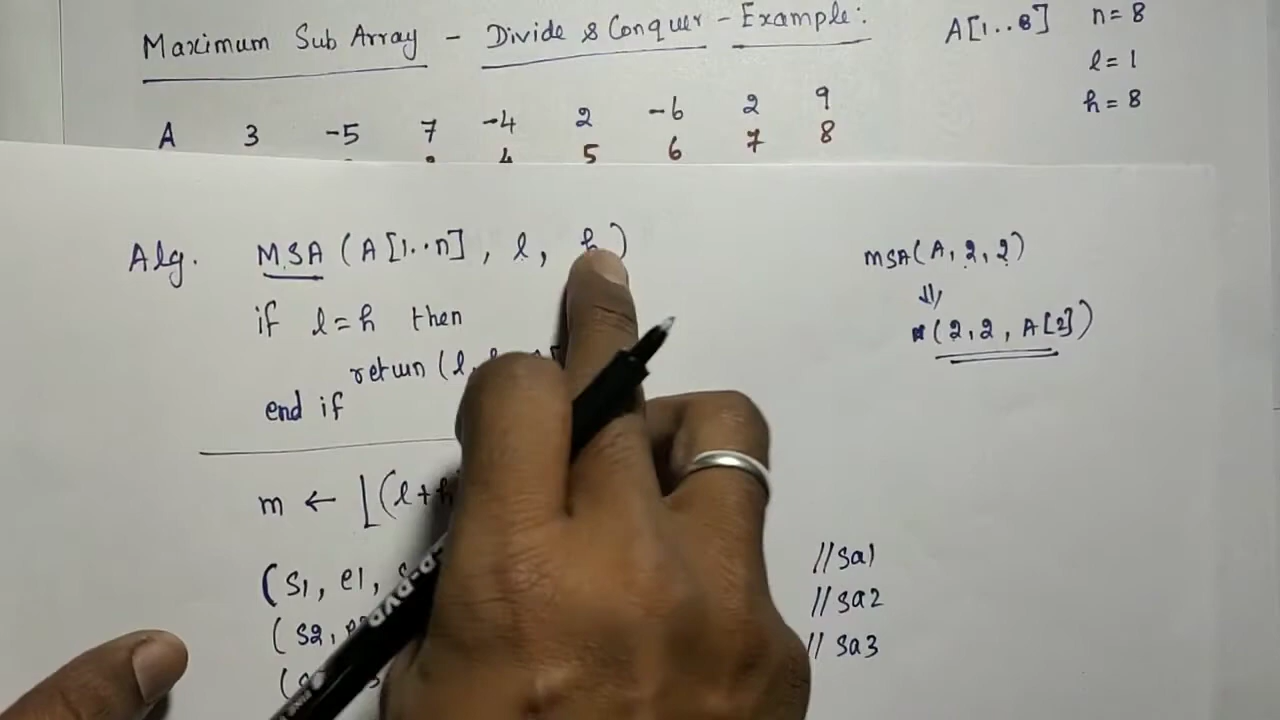 Maximum Sub Array - Divide & Conquer - Example:
A[1..8] n=8
l=1
h=8
A 3 -5 7 -4 2 -6 2 9
4 5 6 7 8
Alg. MSA (A[1..n], l, h)
if l=h then
return (l,
end if
m ← ⌊(l+h
(s1, e1,
(s2,
MSA(A, 2, 2)
⇓
(2, 2, A[2])
//sa1
//sa2
// sa3